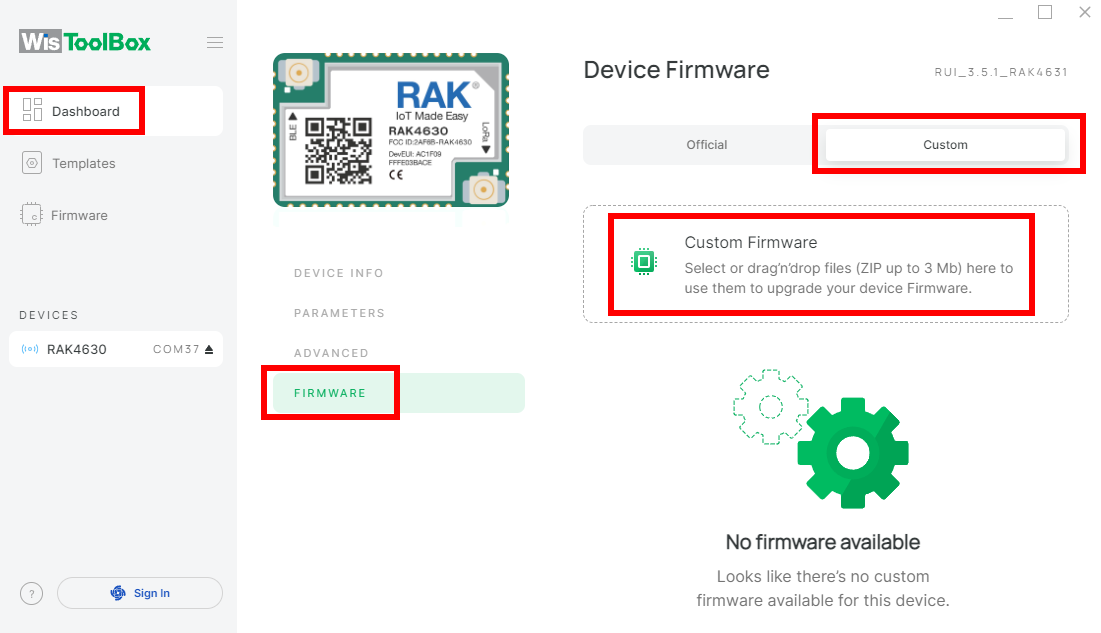 WisToolBox
Dashboard
Templates
Firmware
DEVICES
RAK4630 COM37
?
Sign In
RAK®
IoT Made Easy
RAK4630
FCC ID:2AF6B-RAK4630
DevEUI: AC1F09
FFFE03BACE
CE
BLE
LoRa
DEVICE INFO
PARAMETERS
ADVANCED
FIRMWARE
Device Firmware
RUI_3.5.1_RAK4631
Official
Custom
Custom Firmware
Select or drag'n'drop files (ZIP up to 3 Mb) here to
use them to upgrade your device Firmware.
No firmware available
Looks like there's no custom
firmware available for this device.